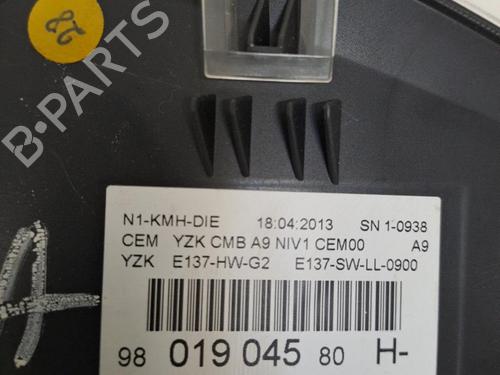 28
N1-KMH-DIE 18:04:2013 SN 1-0938
CEM YZK CMB A9 NIV1 CEM00 A9
YZK E137-HW-G2 E137-SW-LL-0900
98 019 045 80 H-
A